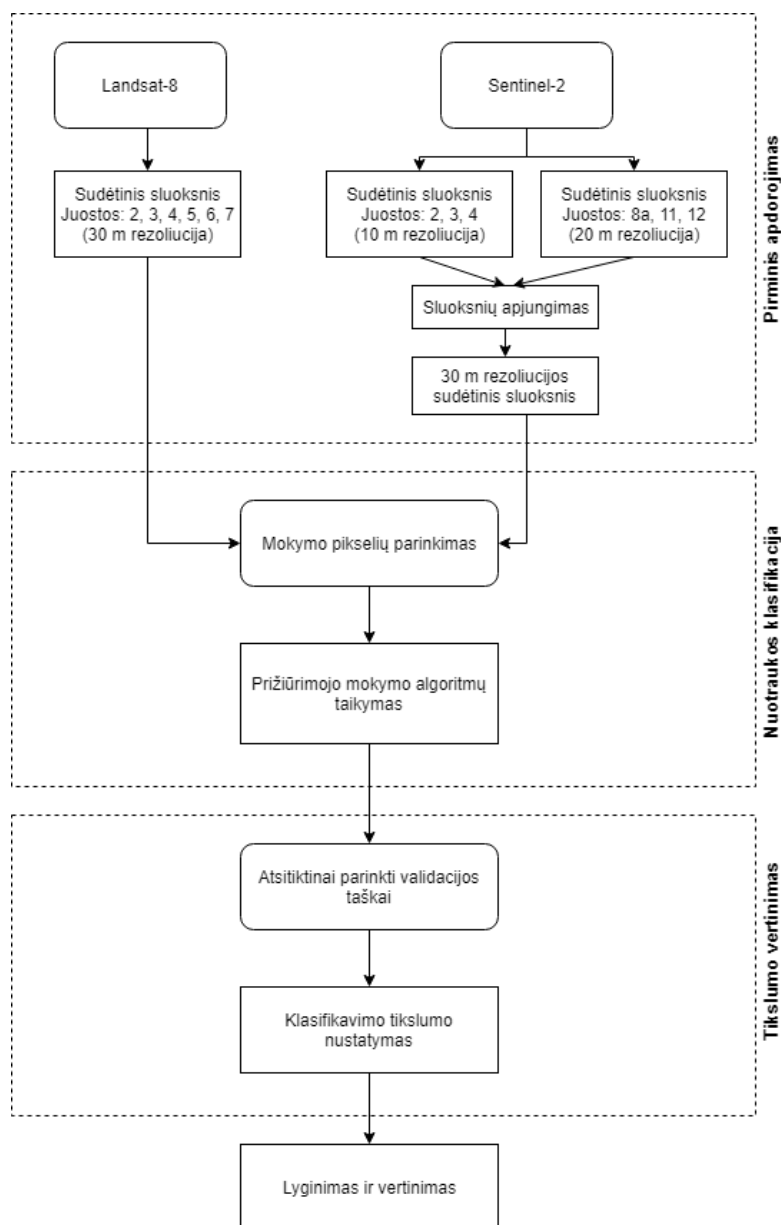 Landsat-8
Sentinel-2
Sudėtinis sluoksnis
Juostos: 2, 3, 4, 5, 6, 7
(30 m rezoliucija)
Sudėtinis sluoksnis
Juostos: 2, 3, 4
(10 m rezoliucija)
Sudėtinis sluoksnis
Juostos: 8a, 11, 12
(20 m rezoliucija)
Sluoksnių apjungimas
30 m rezoliucijos
sudėtinis sluoksnis
Pirminis apdorojimas
Mokymo pikselių parinkimas
Prižiūrimojo mokymo algoritmų
taikymas
Nuotraukos klasifikacija
Atsitiktinai parinkti validacijos
taškai
Klasifikavimo tikslumo
nustatymas
Tikslumo vertinimas
Lyginimas ir vertinimas